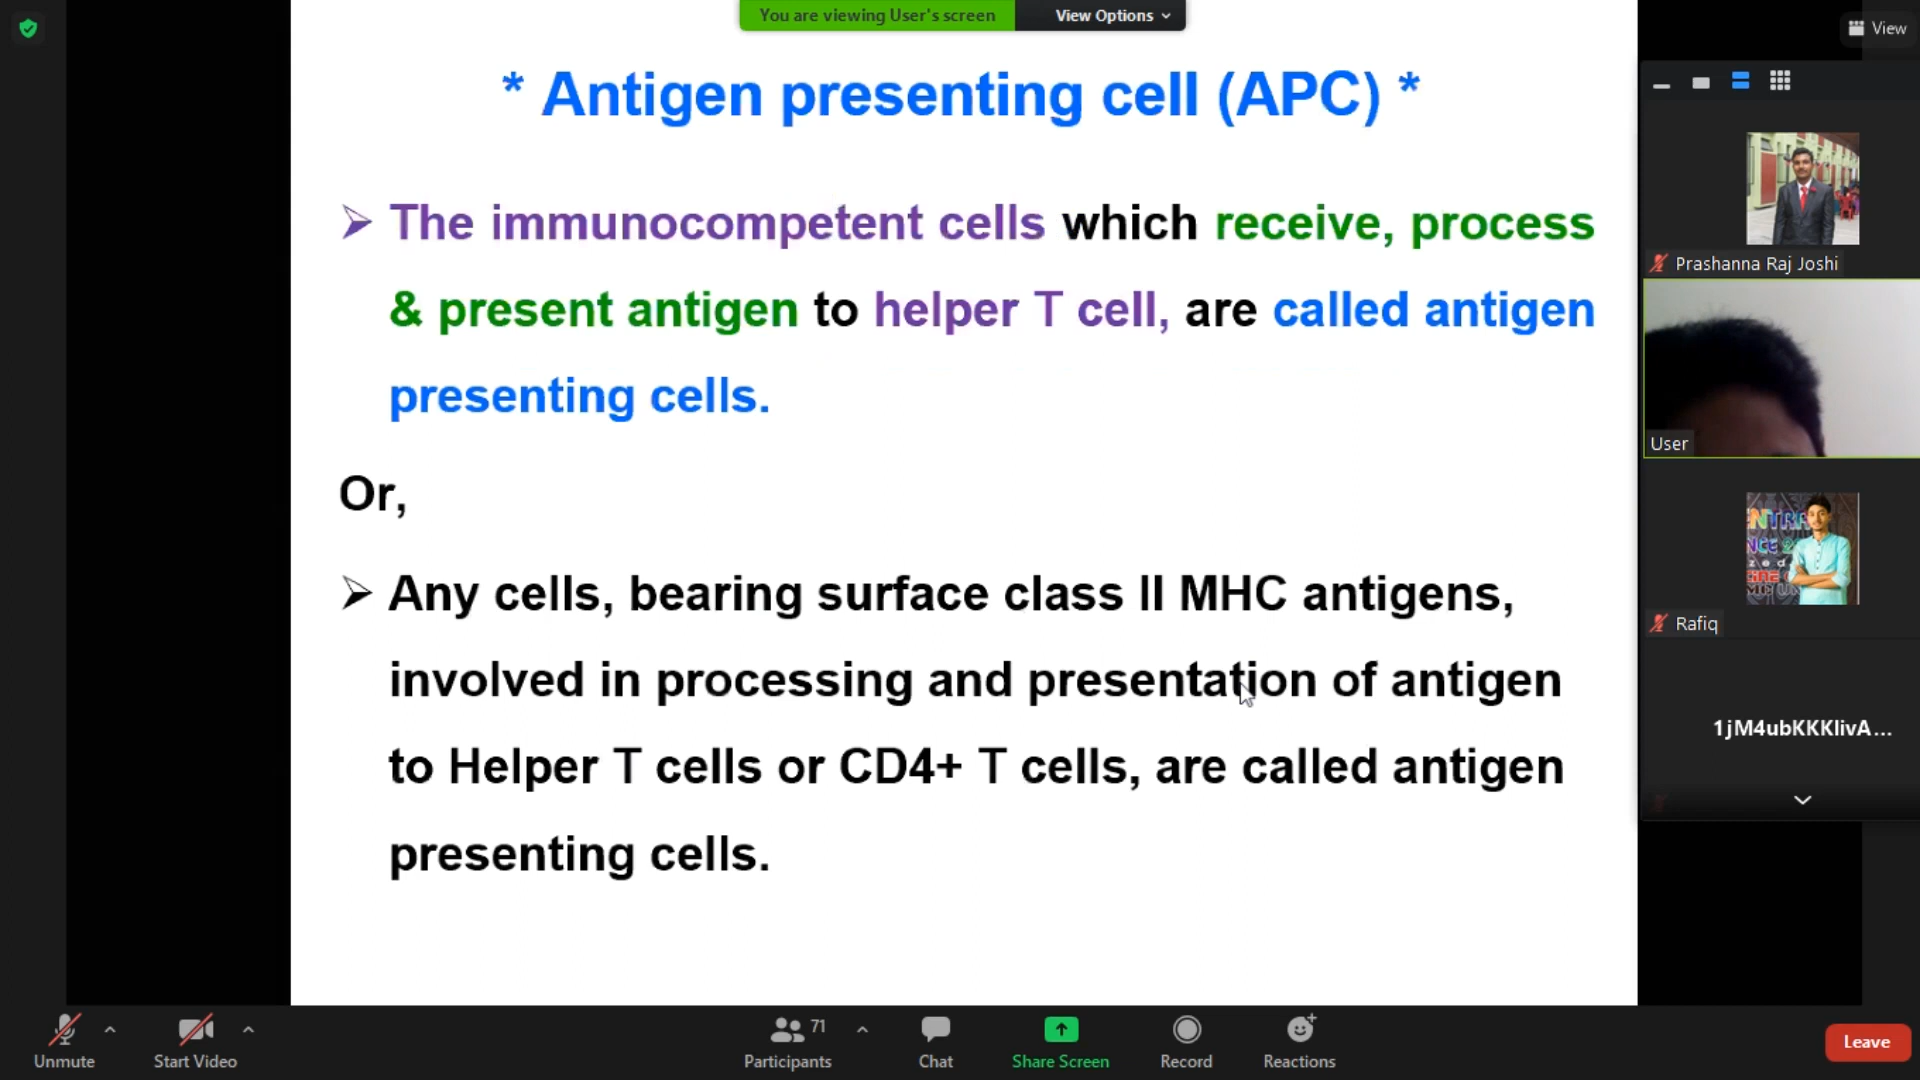 You are viewing User's screen
View Options
View
* Antigen presenting cell (APC) *
➢ The immunocompetent cells which receive, process
& present antigen to helper T cell, are called antigen
presenting cells.
Or,
➢ Any cells, bearing surface class II MHC antigens,
involved in processing and presentation of antigen
to Helper T cells or CD4+ T cells, are called antigen
presenting cells.
Prashanna Raj Joshi
User
Rafiq
Unmute
Start Video
71
Participants
Chat
Share Screen
Record
Reactions
Leave